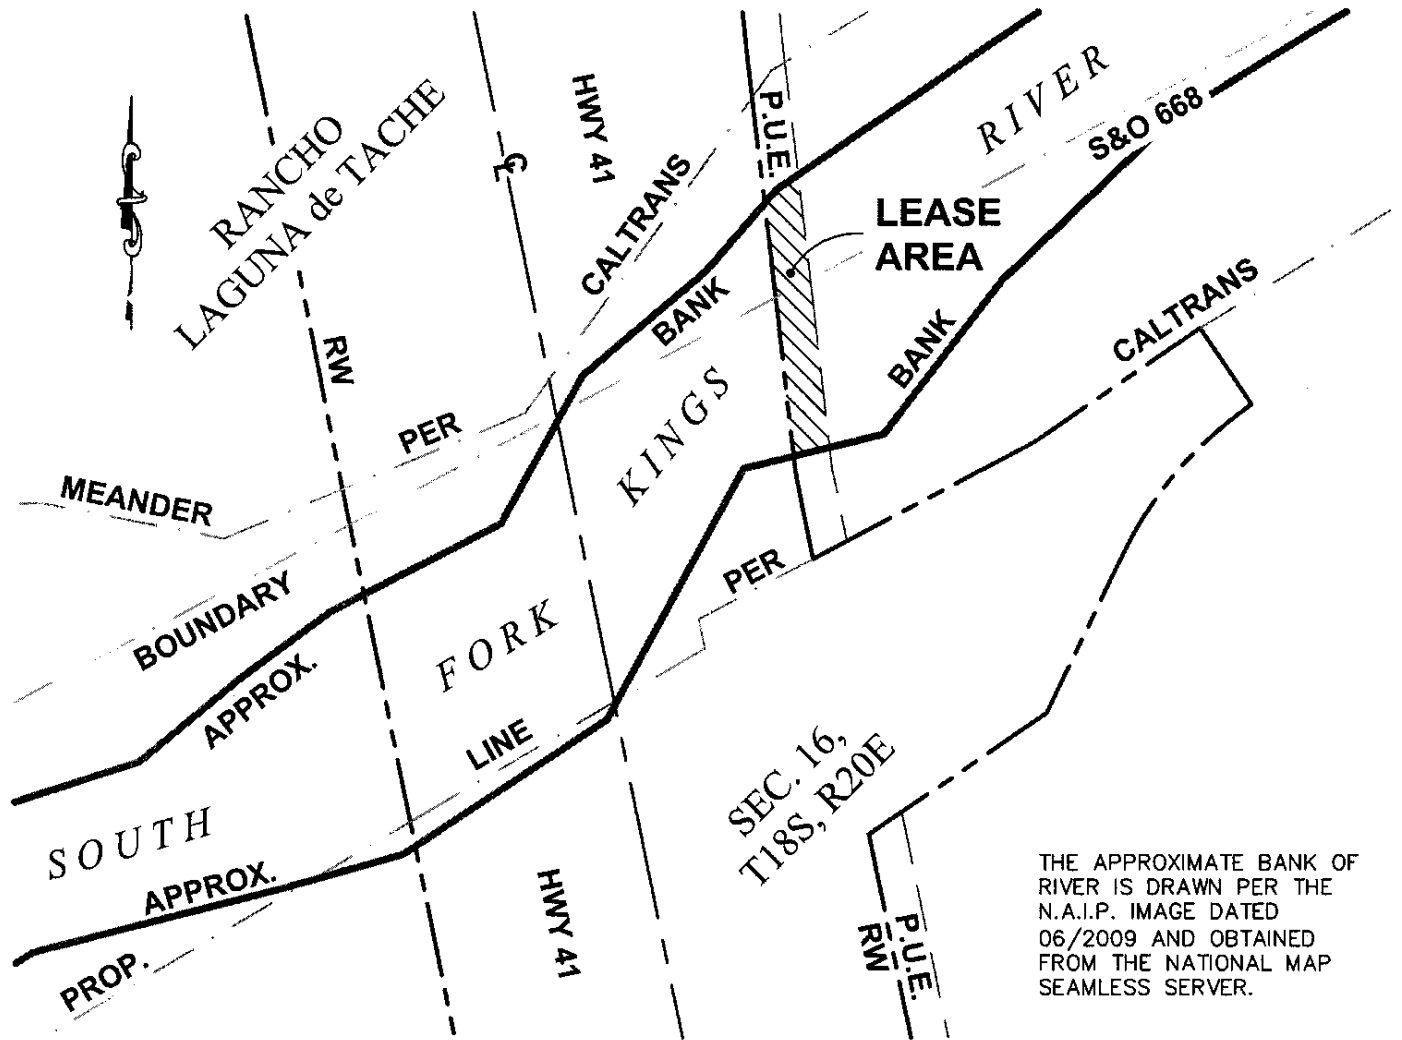 RANCHO
LAGUNA de TACHE
HWY 41
CL
P.U.E.
RIVER
S&O 668
CALTRANS
LEASE
AREA
BANK
BANK
CALTRANS
RW
PER
KINGS
MEANDER
BOUNDARY
APPROX.
FORK
PER
LINE
SEC. 16,
T18S, R20E
SOUTH
APPROX.
PROP.
HWY 41
P.U.E.
RW
THE APPROXIMATE BANK OF
RIVER IS DRAWN PER THE
N.A.I.P. IMAGE DATED
06/2009 AND OBTAINED
FROM THE NATIONAL MAP
SEAMLESS SERVER.